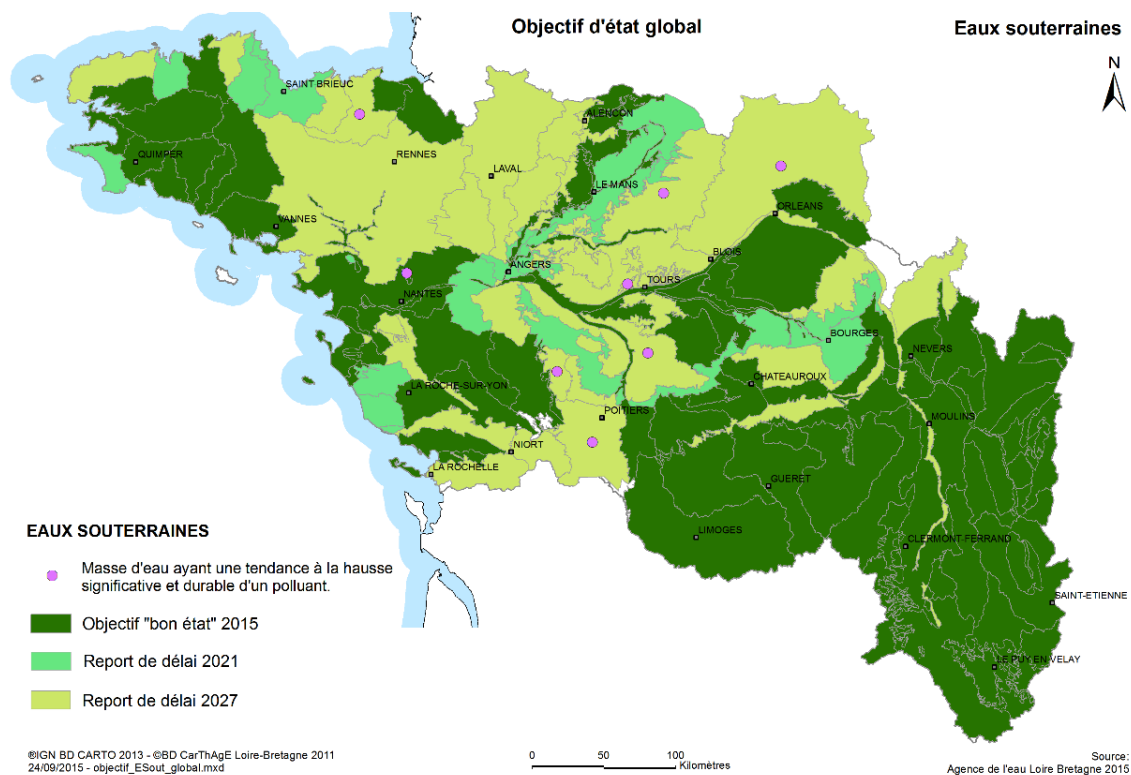 Objectif d'état global
Eaux souterraines
N
SAINT BRIEUC
ALENCON
QUIMPER
RENNES
LAVAL
LE MANS
ORLEANS
VANNES
BLOIS
ANGERS
TOURS
NANTES
BOURGES
NEVERS
CHATEAUROUX
LA ROCHE-SUR-YON
POITIERS
MOULINS
NIORT
LA ROCHELLE
GUERET
LIMOGES
CLERMONT-FERRAND
SAINT-ETIENNE
LE PUY EN VELAY
EAUX SOUTERRAINES
Masse d'eau ayant une tendance à la hausse
significative et durable d'un polluant.
Objectif "bon état" 2015
Report de délai 2021
Report de délai 2027
®IGN BD CARTO 2013 - ©BD CarThAgE Loire-Bretagne 2011
24/09/2015 - objectif_ESout_global.mxd
0 50 100
Kilomètres
Source:
Agence de l'eau Loire Bretagne 2015